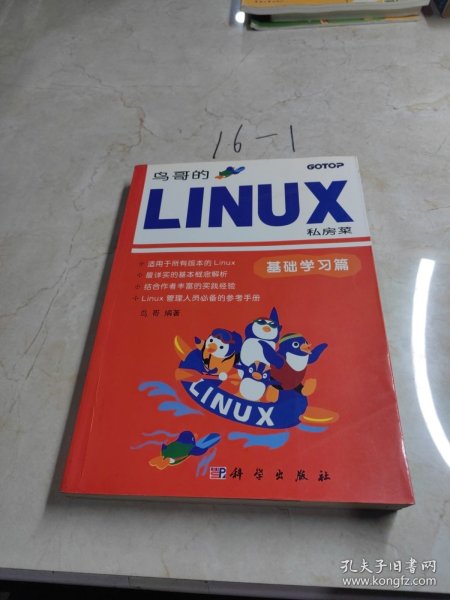 16-1
鸟哥的
GOTOP
LINUX
私房菜
适用于所有版本的Linux
最详实的基本概念解析
结合作者丰富的实践经验
Linux管理人员必备的参考手册
基础学习篇
鸟 哥 编著
LINUX
科学出版社
孔夫子旧书网
www.kongfz.com